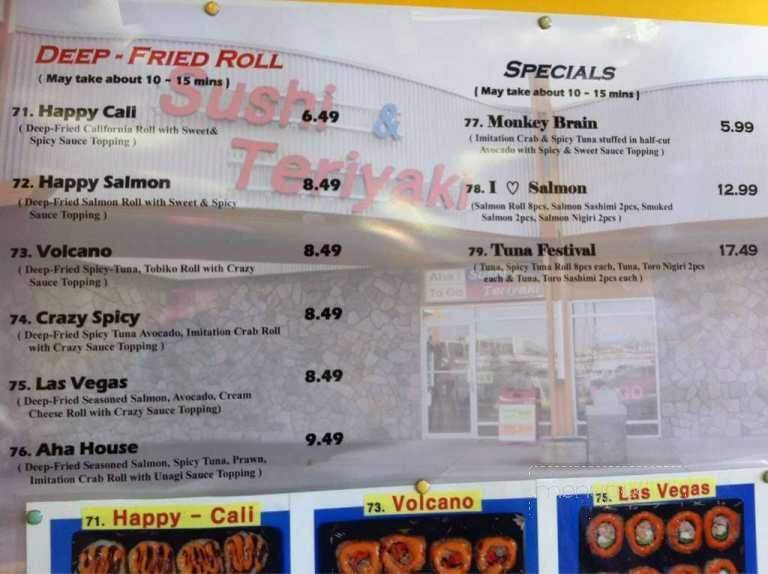 DEEP - FRIED ROLL
( May take about 10 - 15 mins )
71. Happy Cali 6.49
( Deep-Fried California Roll with Sweet&
Spicy Sauce Topping )
72. Happy Salmon 8.49
( Deep-Fried Salmon Roll with Sweet & Spicy
Sauce Topping )
73. Volcano 8.49
( Deep-Fried Spicy-Tuna, Tobiko Roll with Crazy
Sauce Topping )
74. Crazy Spicy 8.49
( Deep-Fried Spicy Tuna Avocado, Imitation Crab Roll
with Crazy Sauce Topping )
75. Las Vegas 8.49
( Deep-Fried Seasoned Salmon, Avocado, Cream
Cheese Roll with Crazy Sauce Topping)
76. Aha House 9.49
( Deep-Fried Seasoned Salmon, Spicy Tuna, Prawn,
Imitation Crab Roll with Unagi Sauce Topping )
SPECIALS
( May take about 10 - 15 mins )
77. Monkey Brain 5.99
( Imitation Crab & Spicy Tuna stuffed in half-cut
Avocado with Spicy & Sweet Sauce Topping )
78. I ♡ Salmon 12.99
(Salmon Roll 8pcs, Salmon Sashimi 2pcs, Smoked
Salmon 2pcs, Salmon Nigiri 2pcs )
79. Tuna Festival 17.49
( Tuna, Spicy Tuna Roll 8pcs each, Tuna, Toro Nigiri 2pcs
each & Tuna, Toro Sashimi 2pcs each )
Sushi &
Teriyaki
Aha !
To Go
Teriyaki
71. Happy - Cali
73. Volcano
75. Las Vegas